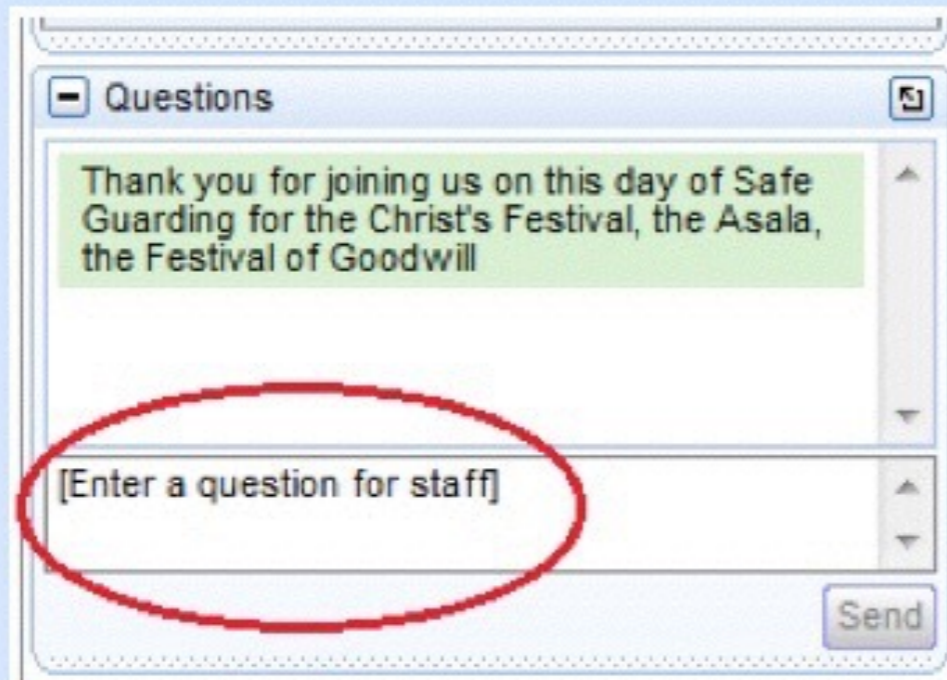 Questions
Thank you for joining us on this day of Safe
Guarding for the Christ's Festival, the Asala,
the Festival of Goodwill
[Enter a question for staff]
Send